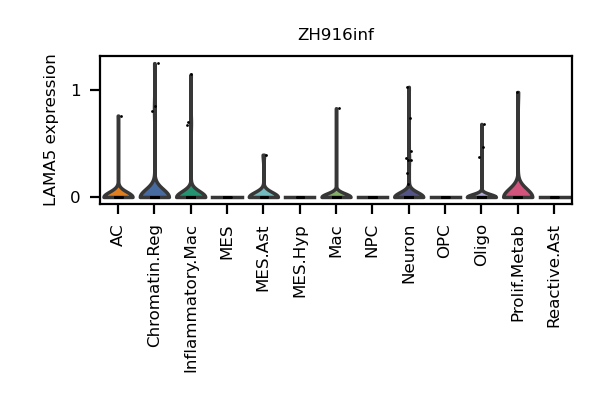 ZH916inf
LAMA5 expression
1
0
AC
Chromatin.Reg
Inflammatory.Mac
MES
MES.Ast
MES.Hyp
Mac
NPC
Neuron
OPC
Oligo
Prolif.Metab
Reactive.Ast